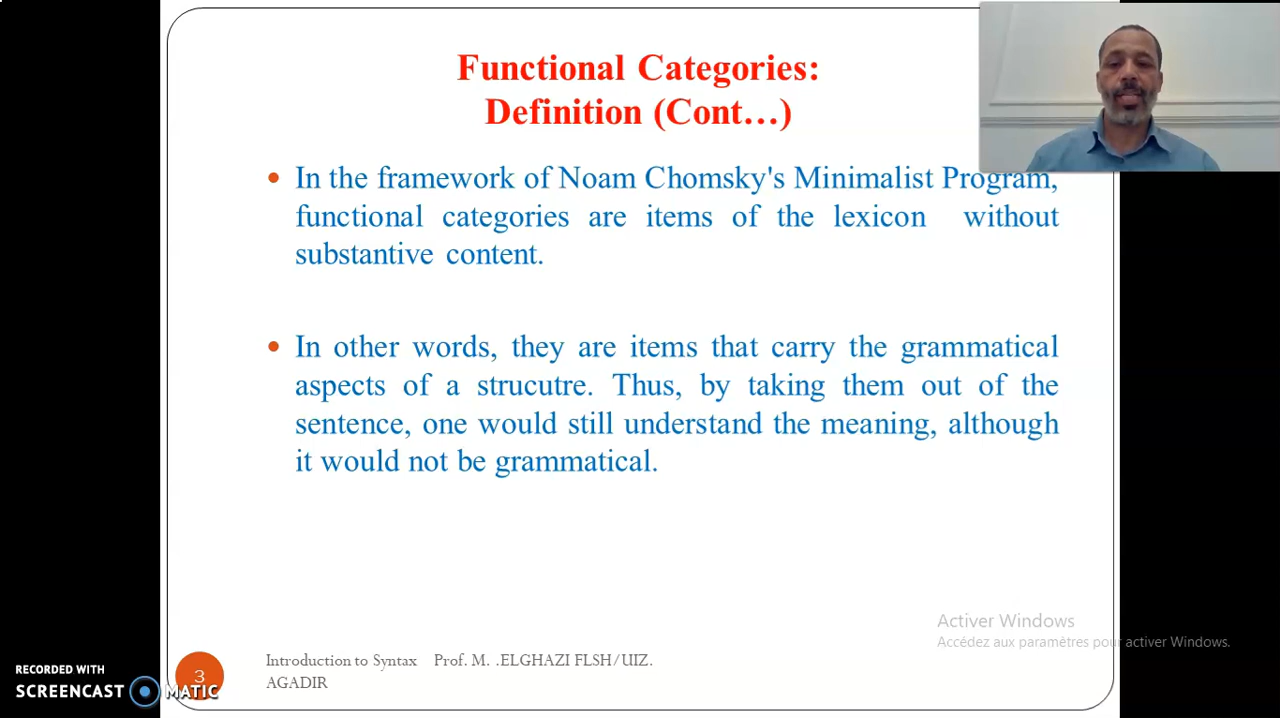 Functional Categories:
Definition (Cont…)
• In the framework of Noam Chomsky's Minimalist Program,
functional categories are items of the lexicon without
substantive content.
• In other words, they are items that carry the grammatical
aspects of a strucutre. Thus, by taking them out of the
sentence, one would still understand the meaning, although
it would not be grammatical.
Activer Windows
Accédez aux paramètres pour activer Windows.
Introduction to Syntax Prof. M. .ELGHAZI FLSH/UIZ.
AGADIR
3
RECORDED WITH
SCREENCAST MATIC